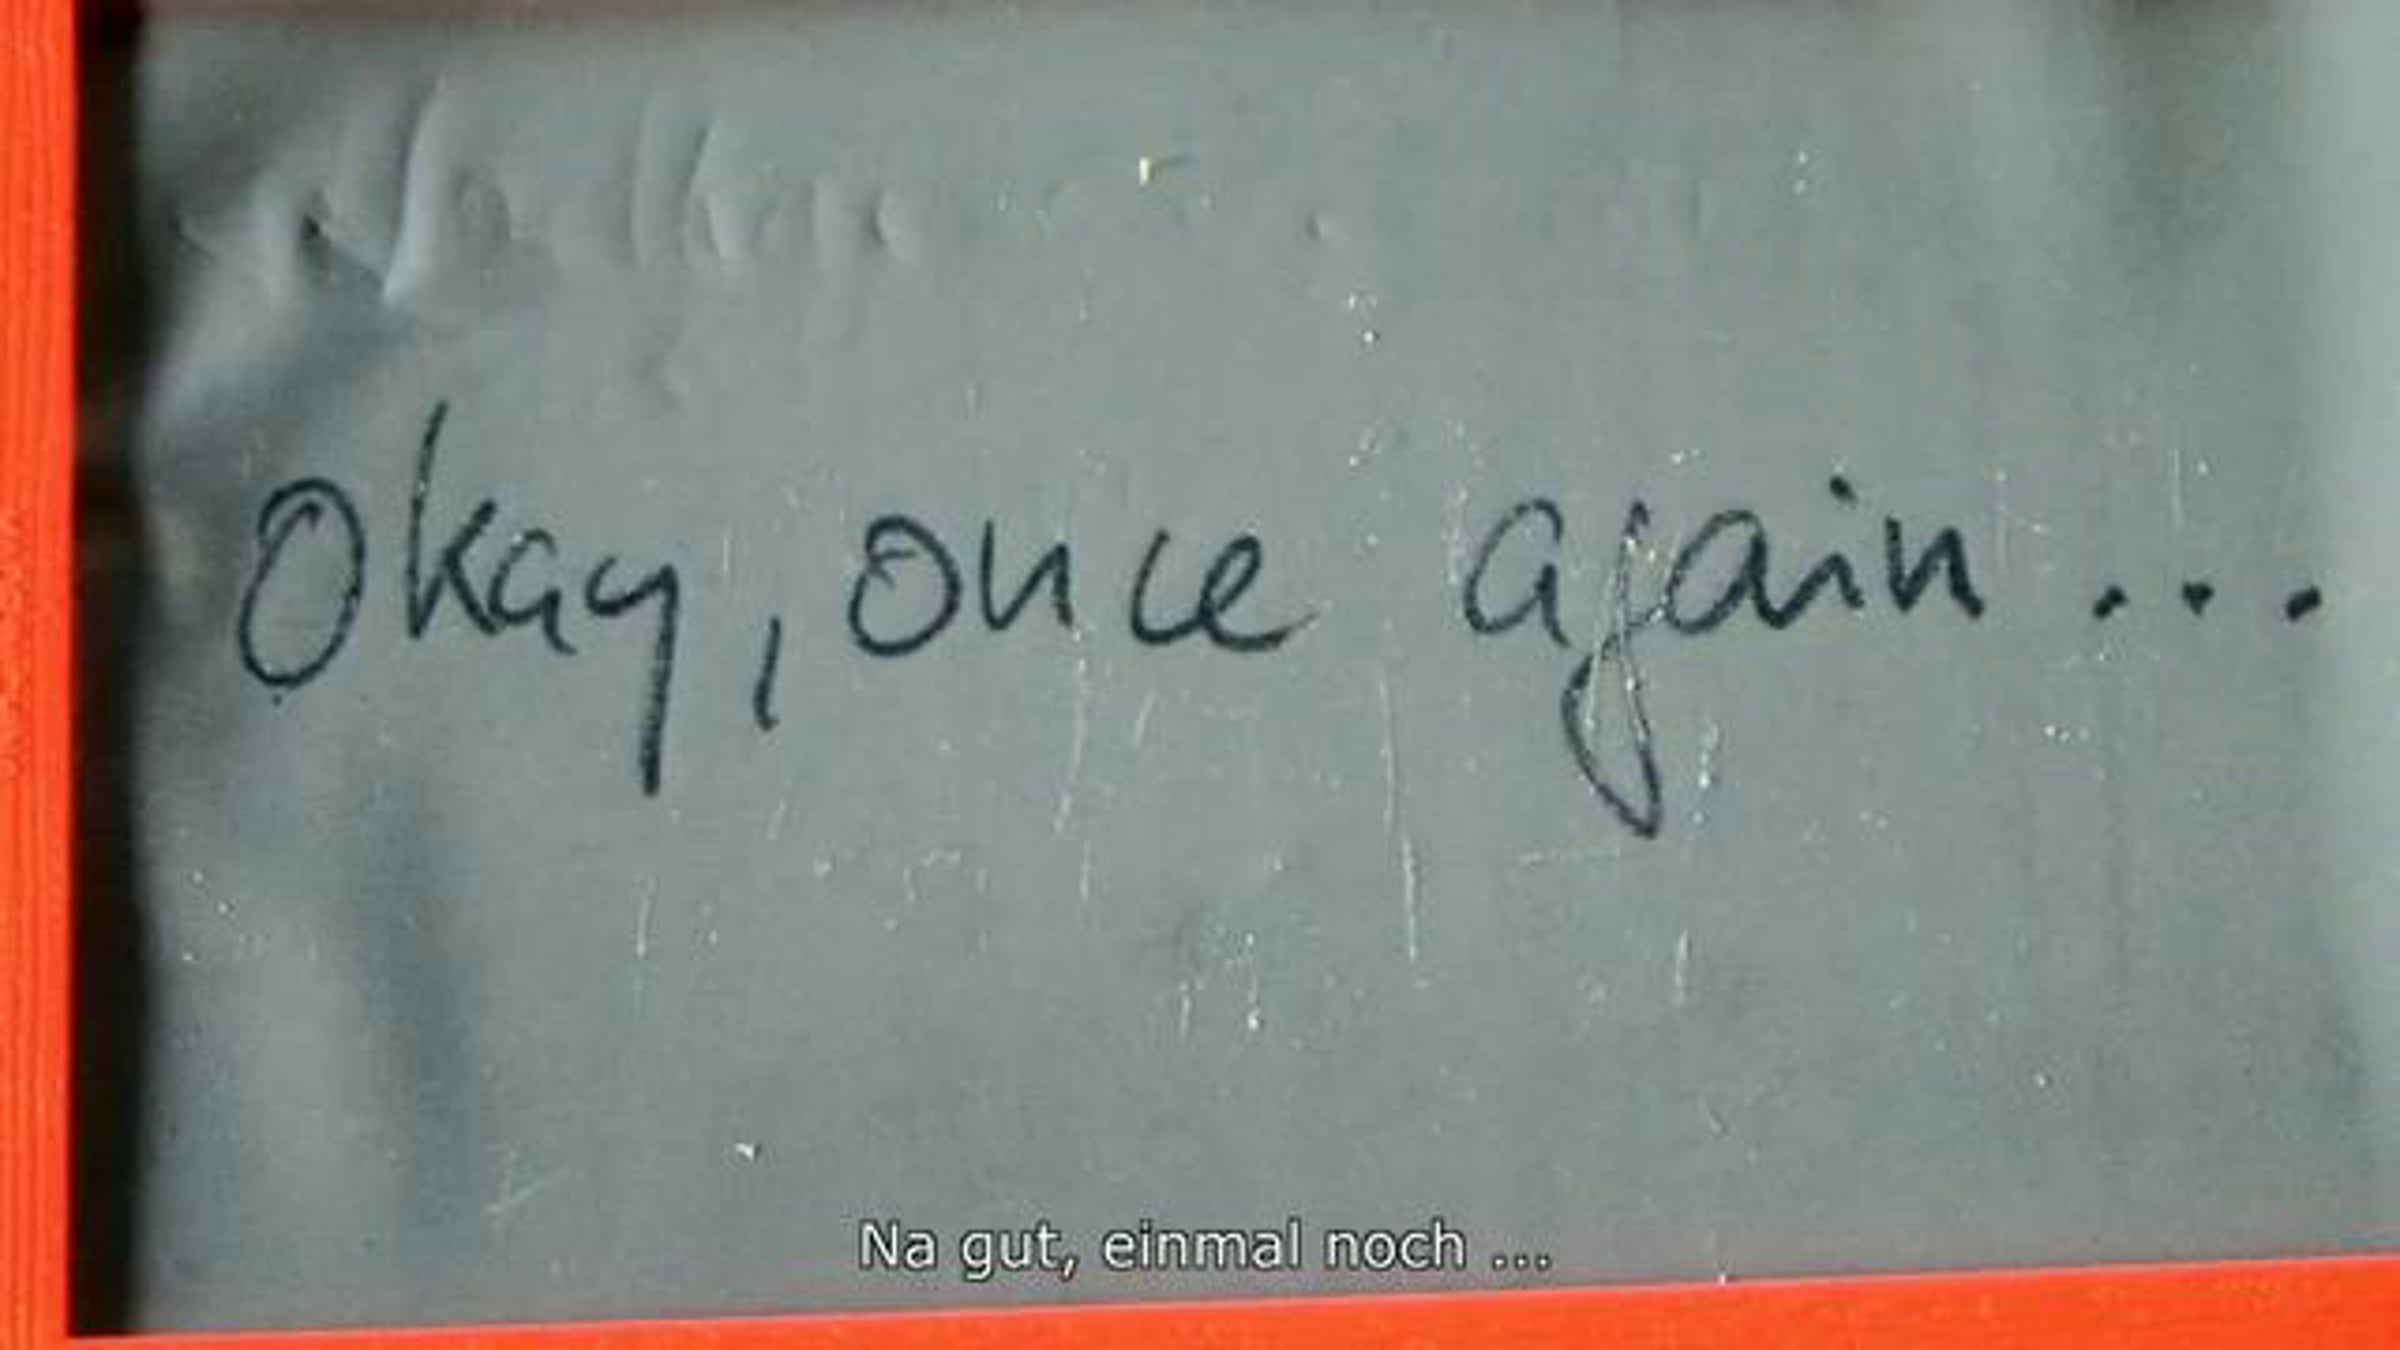 Okay, once again...
Na gut, einmal noch ...